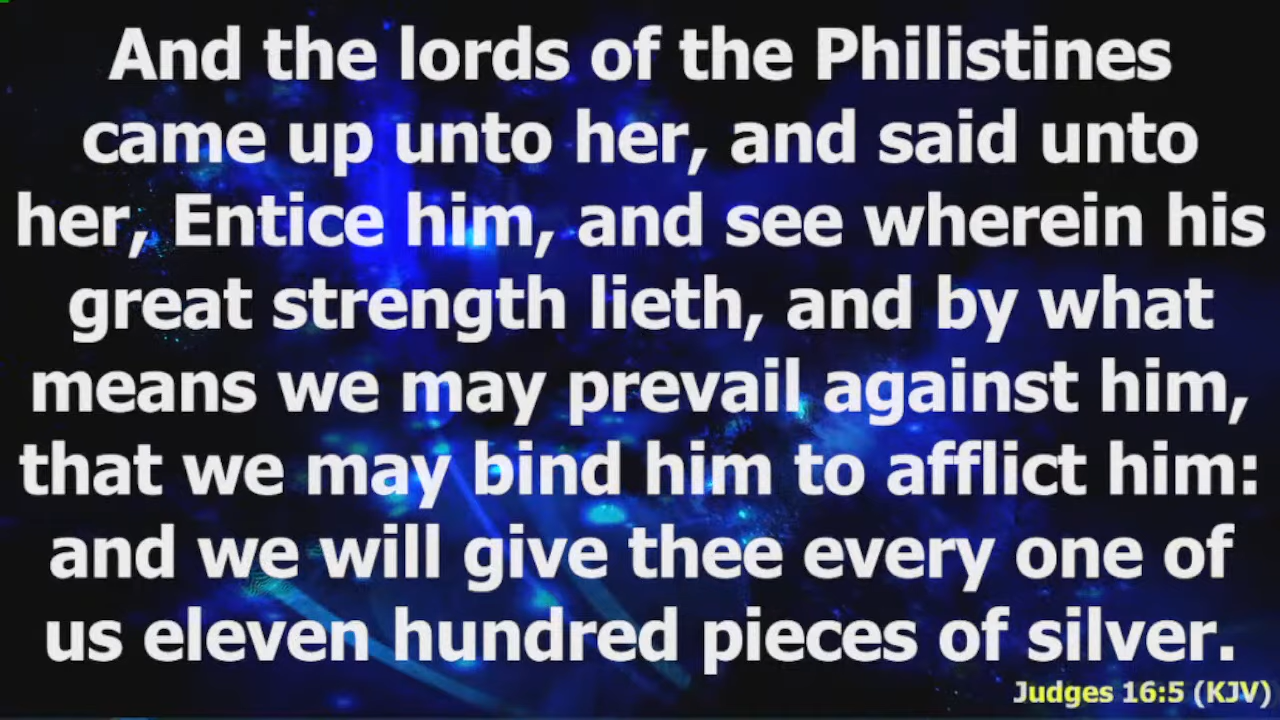 And the lords of the Philistines
came up unto her, and said unto
her, Entice him, and see wherein his
great strength lieth, and by what
means we may prevail against him,
that we may bind him to afflict him:
and we will give thee every one of
us eleven hundred pieces of silver.
Judges 16:5 (KJV)